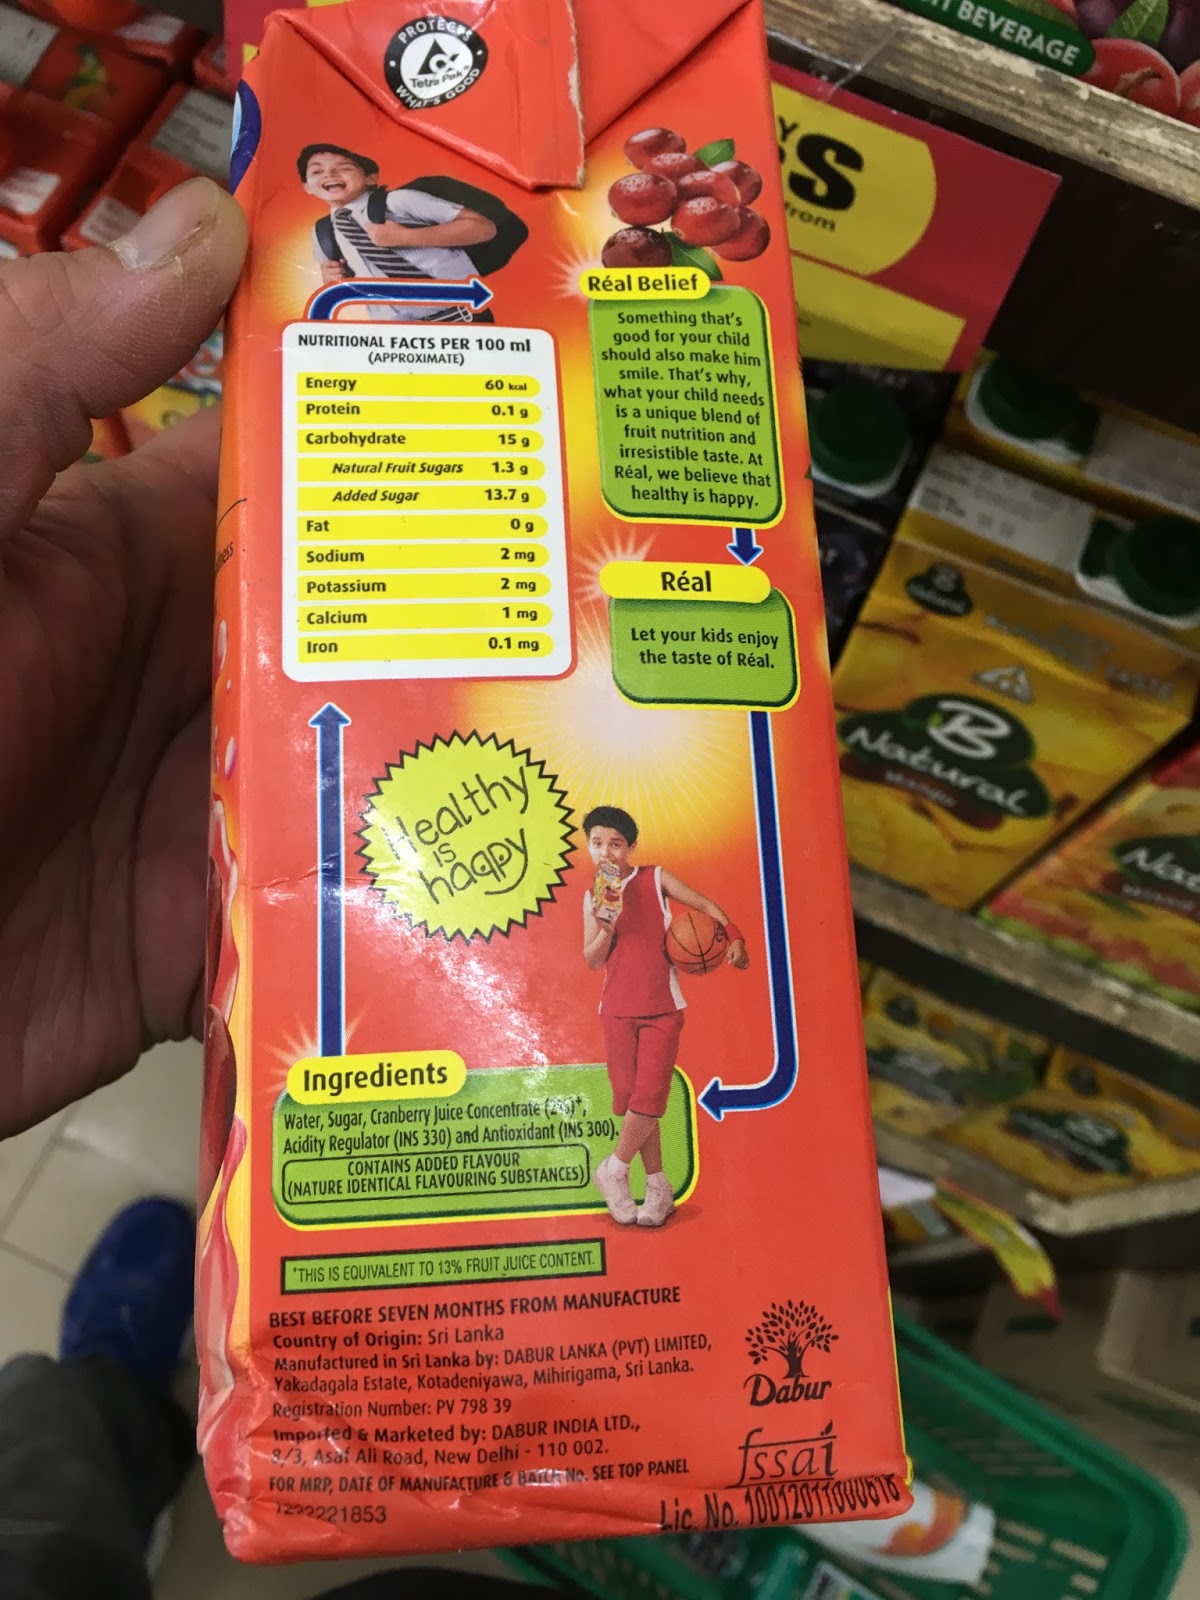 PROTECTS
Tetra Pak
WHAT'S GOOD
BEVERAGE
S
from
Réal Belief
Something that's
good for your child
should also make him
smile. That's why,
what your child needs
is a unique blend of
fruit nutrition and
irresistible taste. At
Réal, we believe that
healthy is happy.
NUTRITIONAL FACTS PER 100 ml
(APPROXIMATE)
Energy 60 kcal
Protein 0.1 g
Carbohydrate 15 g
Natural Fruit Sugars 1.3 g
Added Sugar 13.7 g
Fat 0 g
Sodium 2 mg
Potassium 2 mg
Calcium 1 mg
Iron 0.1 mg
Réal
Let your kids enjoy
the taste of Réal.
Healthy
is
happy
Ingredients
Water, Sugar, Cranberry Juice Concentrate
Acidity Regulator (INS 330) and Antioxidant (INS 300).
CONTAINS ADDED FLAVOUR
(NATURE IDENTICAL FLAVOURING SUBSTANCES)
*THIS IS EQUIVALENT TO 13% FRUIT JUICE CONTENT.
BEST BEFORE SEVEN MONTHS FROM MANUFACTURE
Country of Origin: Sri Lanka
Manufactured in Sri Lanka by: DABUR LANKA (PVT) LIMITED,
Yakadagala Estate, Kotadeniyawa, Mihirigama, Sri Lanka.
Registration Number: PV 798 39
Imported & Marketed by: DABUR INDIA LTD.,
8/3, Asaf Ali Road, New Delhi - 110 002.
FOR MRP, DATE OF MANUFACTURE & BATCH No. SEE TOP PANEL
Dabur
fssai
Lic. No.
B
Natural